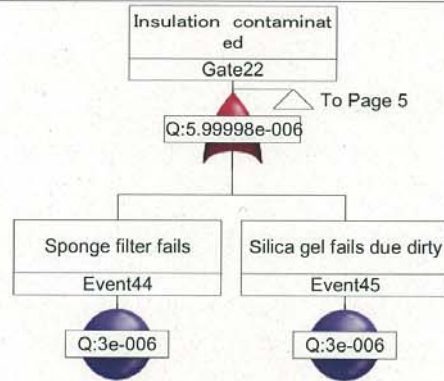 Insulation contaminat
ed
Gate22
To Page 5
Q:5.99998e-006
Sponge filter fails
Event44
Q:3e-006
Silica gel fails due dirty
Event45
Q:3e-006